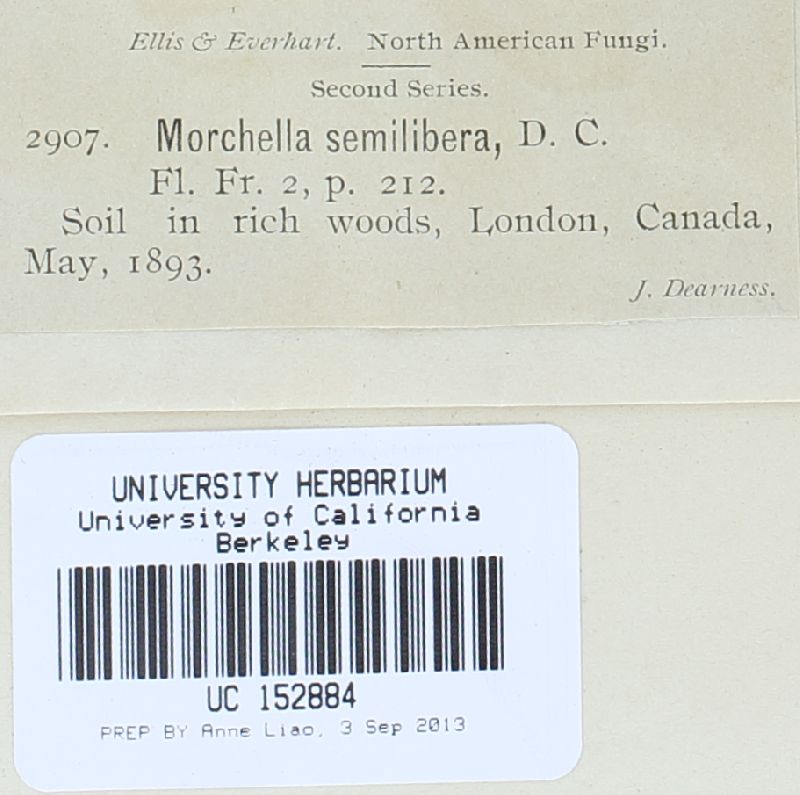 Ellis & Everhart. North American Fungi.
Second Series.
2907. Morchella semilibera, D. C.
Fl. Fr. 2, p. 212.
Soil in rich woods, London, Canada,
May, 1893.
J. Dearness.
UNIVERSITY HERBARIUM
University of California
Berkeley
UC 152884
PREP BY Anne Liao, 3 Sep 2013